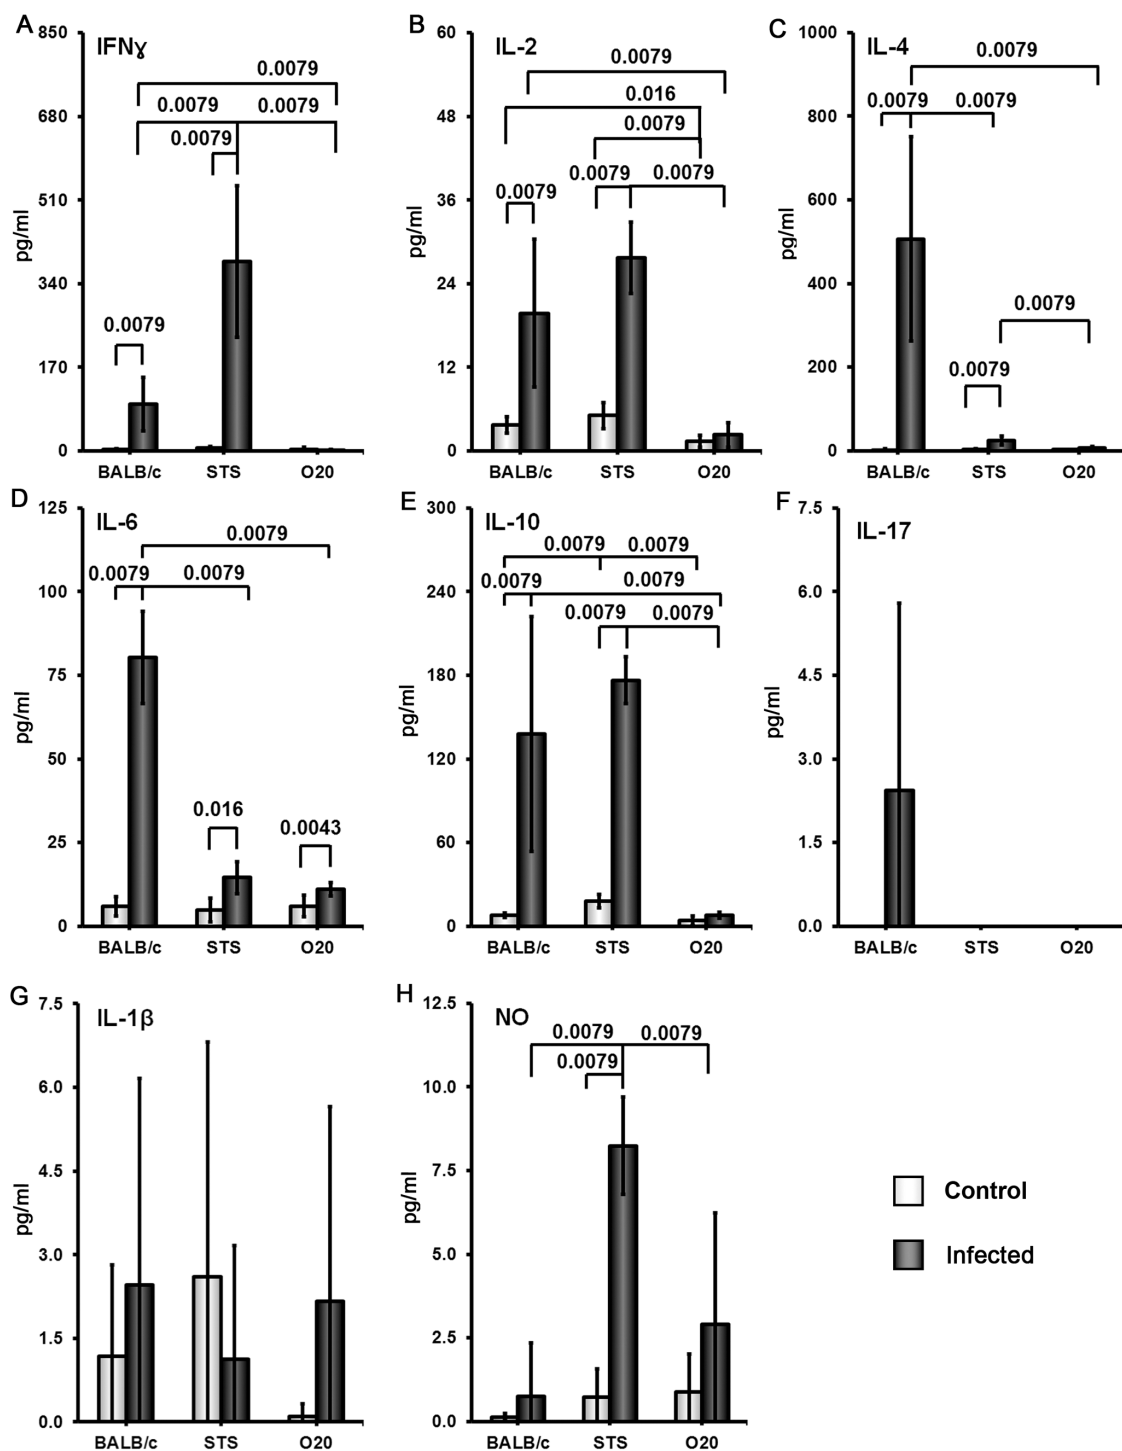 A
IFNɣ
pg/ml
850
680
510
340
170
0
0.0079
0.0079 0.0079
0.0079
0.0079
BALB/c STS O20
B
IL-2
pg/ml
60
48
36
24
12
0
0.0079
0.016
0.0079
0.0079 0.0079
0.0079
BALB/c STS O20
C
IL-4
pg/ml
1000
800
600
400
200
0
0.0079
0.0079 0.0079
0.0079
0.0079
BALB/c STS O20
D
IL-6
pg/ml
125
100
75
50
25
0
0.0079
0.0079 0.0079
0.016
0.0043
BALB/c STS O20
E
IL-10
pg/ml
300
240
180
120
60
0
0.0079 0.0079
0.0079 0.0079
0.0079 0.0079
BALB/c STS O20
F
IL-17
pg/ml
7.5
6.0
4.5
3.0
1.5
0.0
BALB/c STS O20
G
IL-1β
pg/ml
7.5
6.0
4.5
3.0
1.5
0.0
BALB/c STS O20
H
NO
pg/ml
12.5
10.0
7.5
5.0
2.5
0.0
0.0079 0.0079
0.0079
BALB/c STS O20
Control
Infected